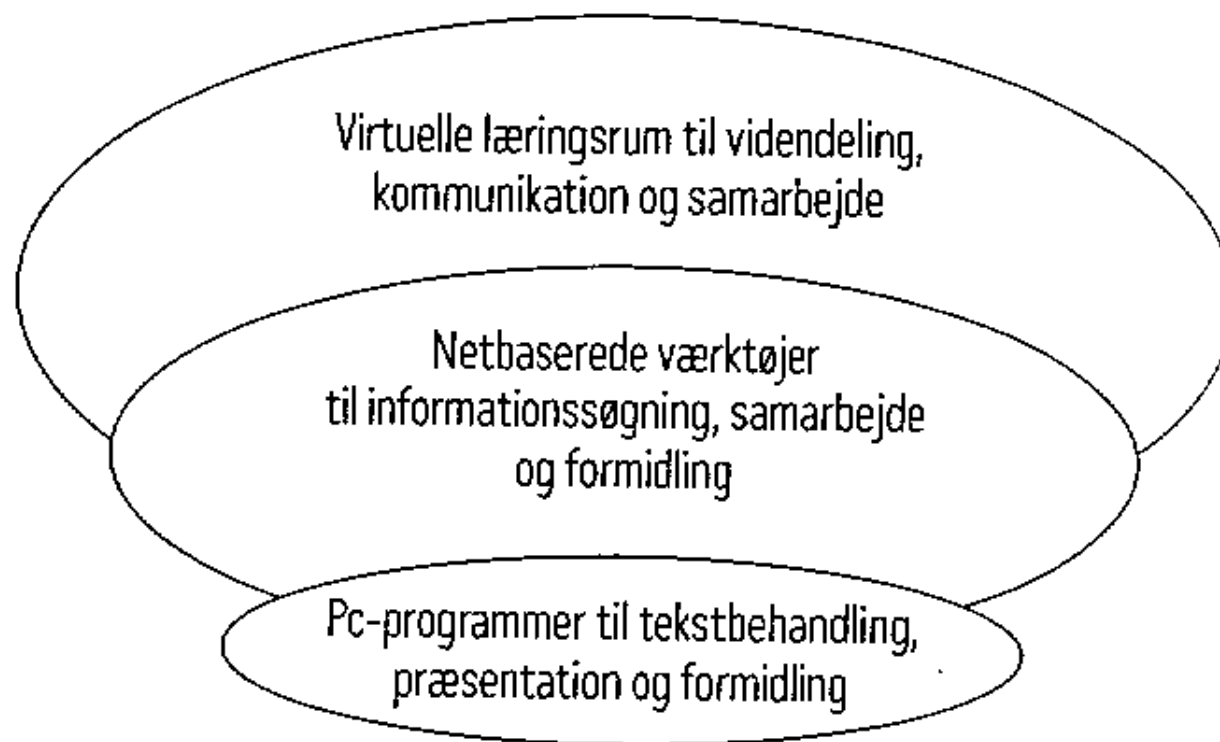 Virtuelle læringsrum til videndeling,
kommunikation og samarbejde
Netbaserede værktøjer
til informationssøgning, samarbejde
og formidling
Pc-programmer til tekstbehandling,
præsentation og formidling